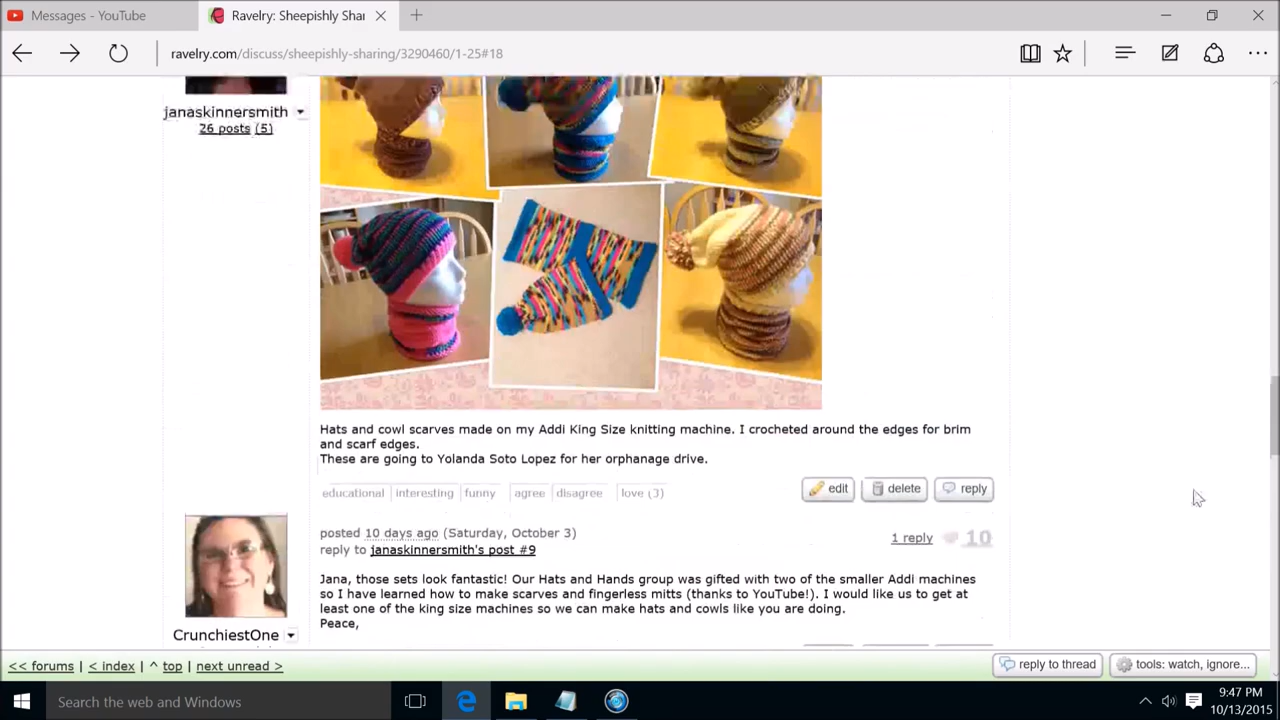 Messages - YouTube
Ravelry: Sheepishly Shar
ravelry.com/discuss/sheepishly-sharing/3290460/1-25#18
janaskinnersmith
26 posts (5)
Hats and cowl scarves made on my Addi King Size knitting machine. I crocheted around the edges for brim
and scarf edges.
These are going to Yolanda Soto Lopez for her orphanage drive.
educational interesting funny agree disagree love (3)
edit delete reply
posted 10 days ago (Saturday, October 3)
1 reply 10
reply to janaskinnersmith's post #9
Jana, those sets look fantastic! Our Hats and Hands group was gifted with two of the smaller Addi machines
so I have learned how to make scarves and fingerless mitts (thanks to YouTube!). I would like us to get at
least one of the king size machines so we can make hats and cowls like you are doing.
Peace,
CrunchiestOne
<< forums | < index | ^ top | next unread >
reply to thread
tools: watch, ignore...
Search the web and Windows
9:47 PM
10/13/2015